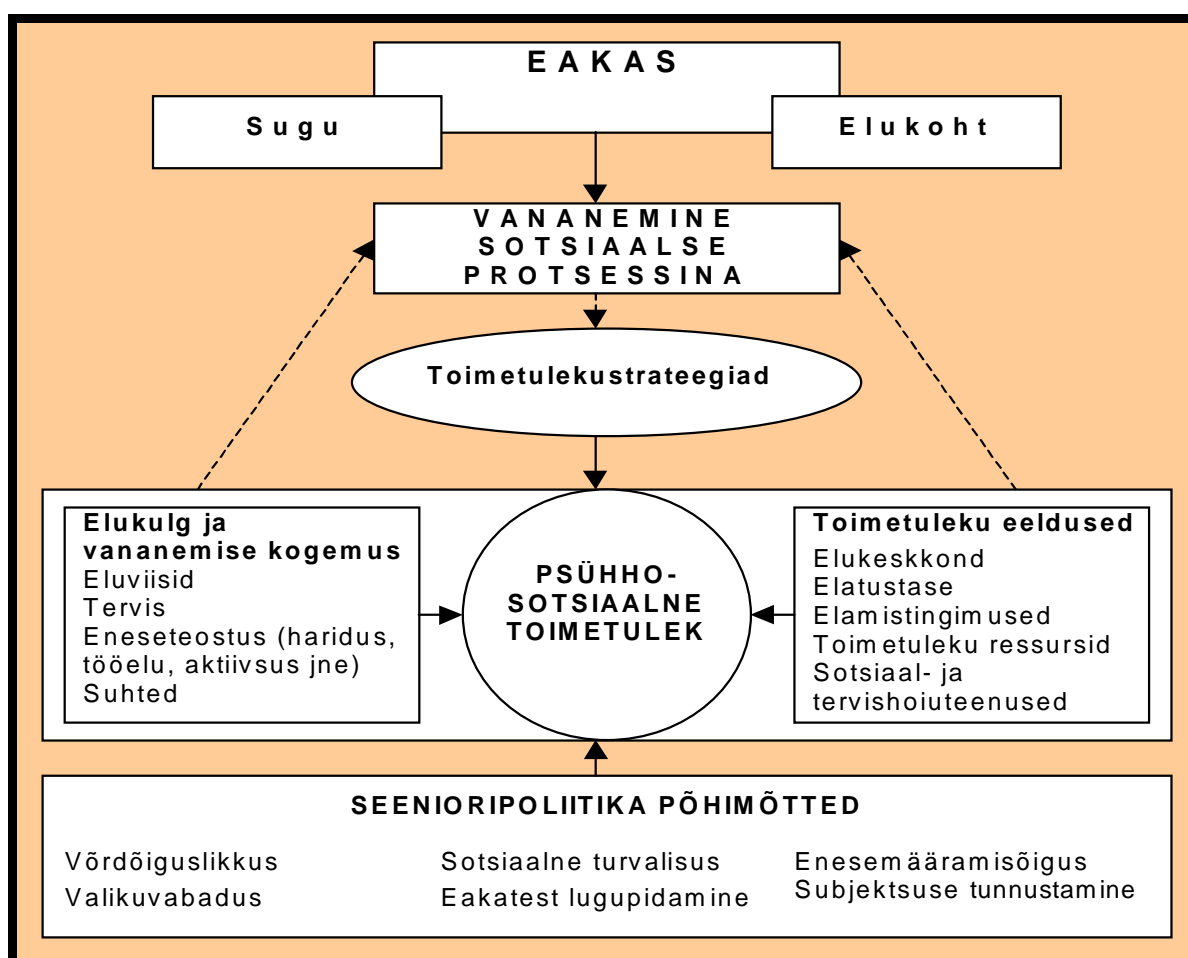 EAKAS
Sugu
Elukoht
VANANEMINE
SOTSIAALSE
PROTSESSINA
Toimetulekustrateegiad
Elukulg ja
vananemise kogemus
Eluviisid
Tervis
Eneseteostus (haridus,
tööelu, aktiivsus jne)
Suhted
PSÜHHO-
SOTSIAALNE
TOIMETULEK
Toimetuleku eeldused
Elukeskkond
Elatustase
Elamistingimused
Toimetuleku ressursid
Sotsiaal- ja
tervishoiuteenused
SEENIORIPOLIITIKA PÕHIMÕTTED
Võrdõiguslikkus
Valikuvabadus
Sotsiaalne turvalisus
Eakatest lugupidamine
Enesemääramisõigus
Subjektsuse tunnustamine